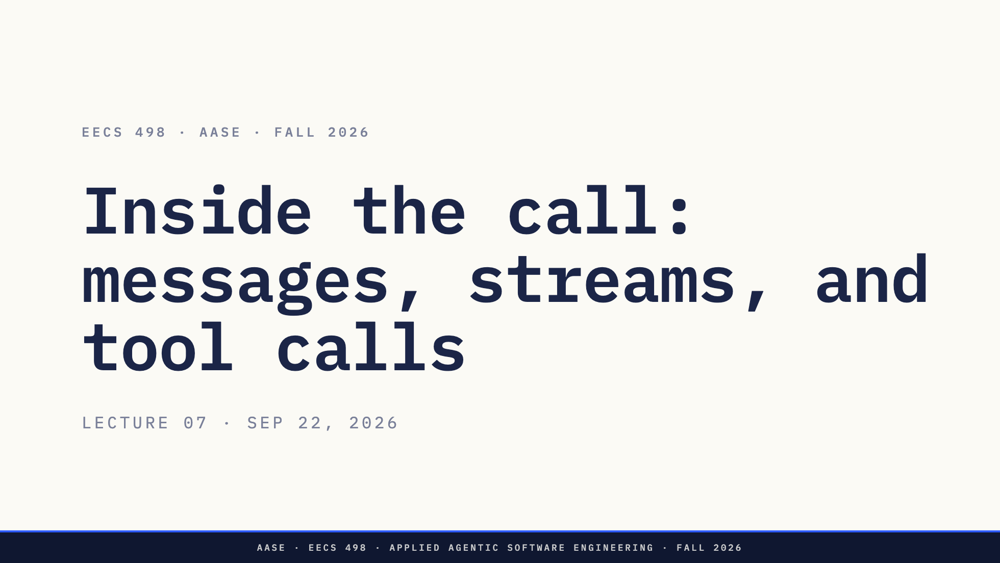 EECS 498 · AASE · FALL 2026
Inside the call:
messages, streams, and
tool calls
LECTURE 07 · SEP 22, 2026
AASE · EECS 498 · APPLIED AGENTIC SOFTWARE ENGINEERING · FALL 2026